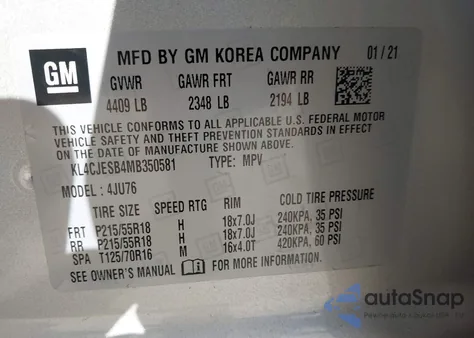 GM
MFD BY GM KOREA COMPANY 01/21
GVWR GAWR FRT GAWR RR
4409 LB 2348 LB 2194 LB
THIS VEHICLE CONFORMS TO ALL APPLICABLE U.S. FEDERAL MOTOR
VEHICLE SAFETY AND THEFT PREVENTION STANDARDS IN EFFECT
ON THE DATE OF MANUFACTURE SHOWN ABOVE.
KL4CJESB4MB350581 TYPE: MPV
MODEL: 4JU76
TIRE SIZE SPEED RTG RIM COLD TIRE PRESSURE
FRT P215/55R18 H 18x7.0J 240KPA, 35 PSI
RR P215/55R18 H 18x7.0J 240KPA, 35 PSI
SPA T125/70R16 M 16x4.0T 420KPA, 60 PSI
SEE OWNER'S MANUAL FOR MORE INFORMATION.
autoSnap